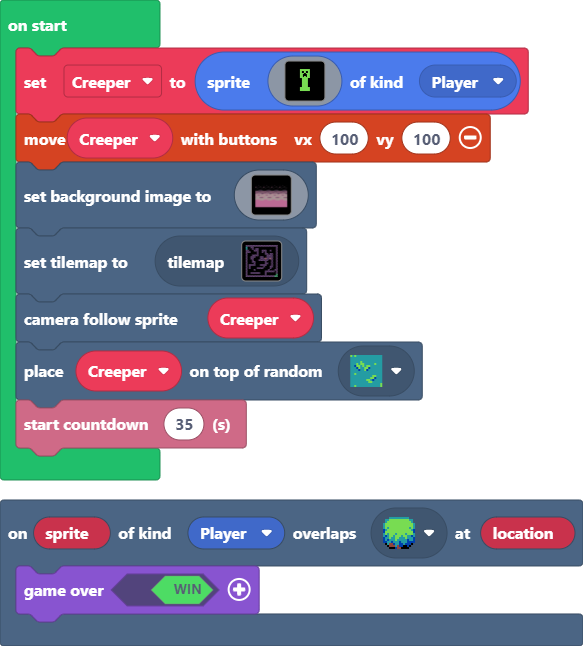 on start
set Creeper to sprite of kind Player
move Creeper with buttons vx 100 vy 100
set background image to
set tilemap to tilemap
camera follow sprite Creeper
place Creeper on top of random
start countdown 35 (s)
on sprite of kind Player overlaps at location
game over WIN